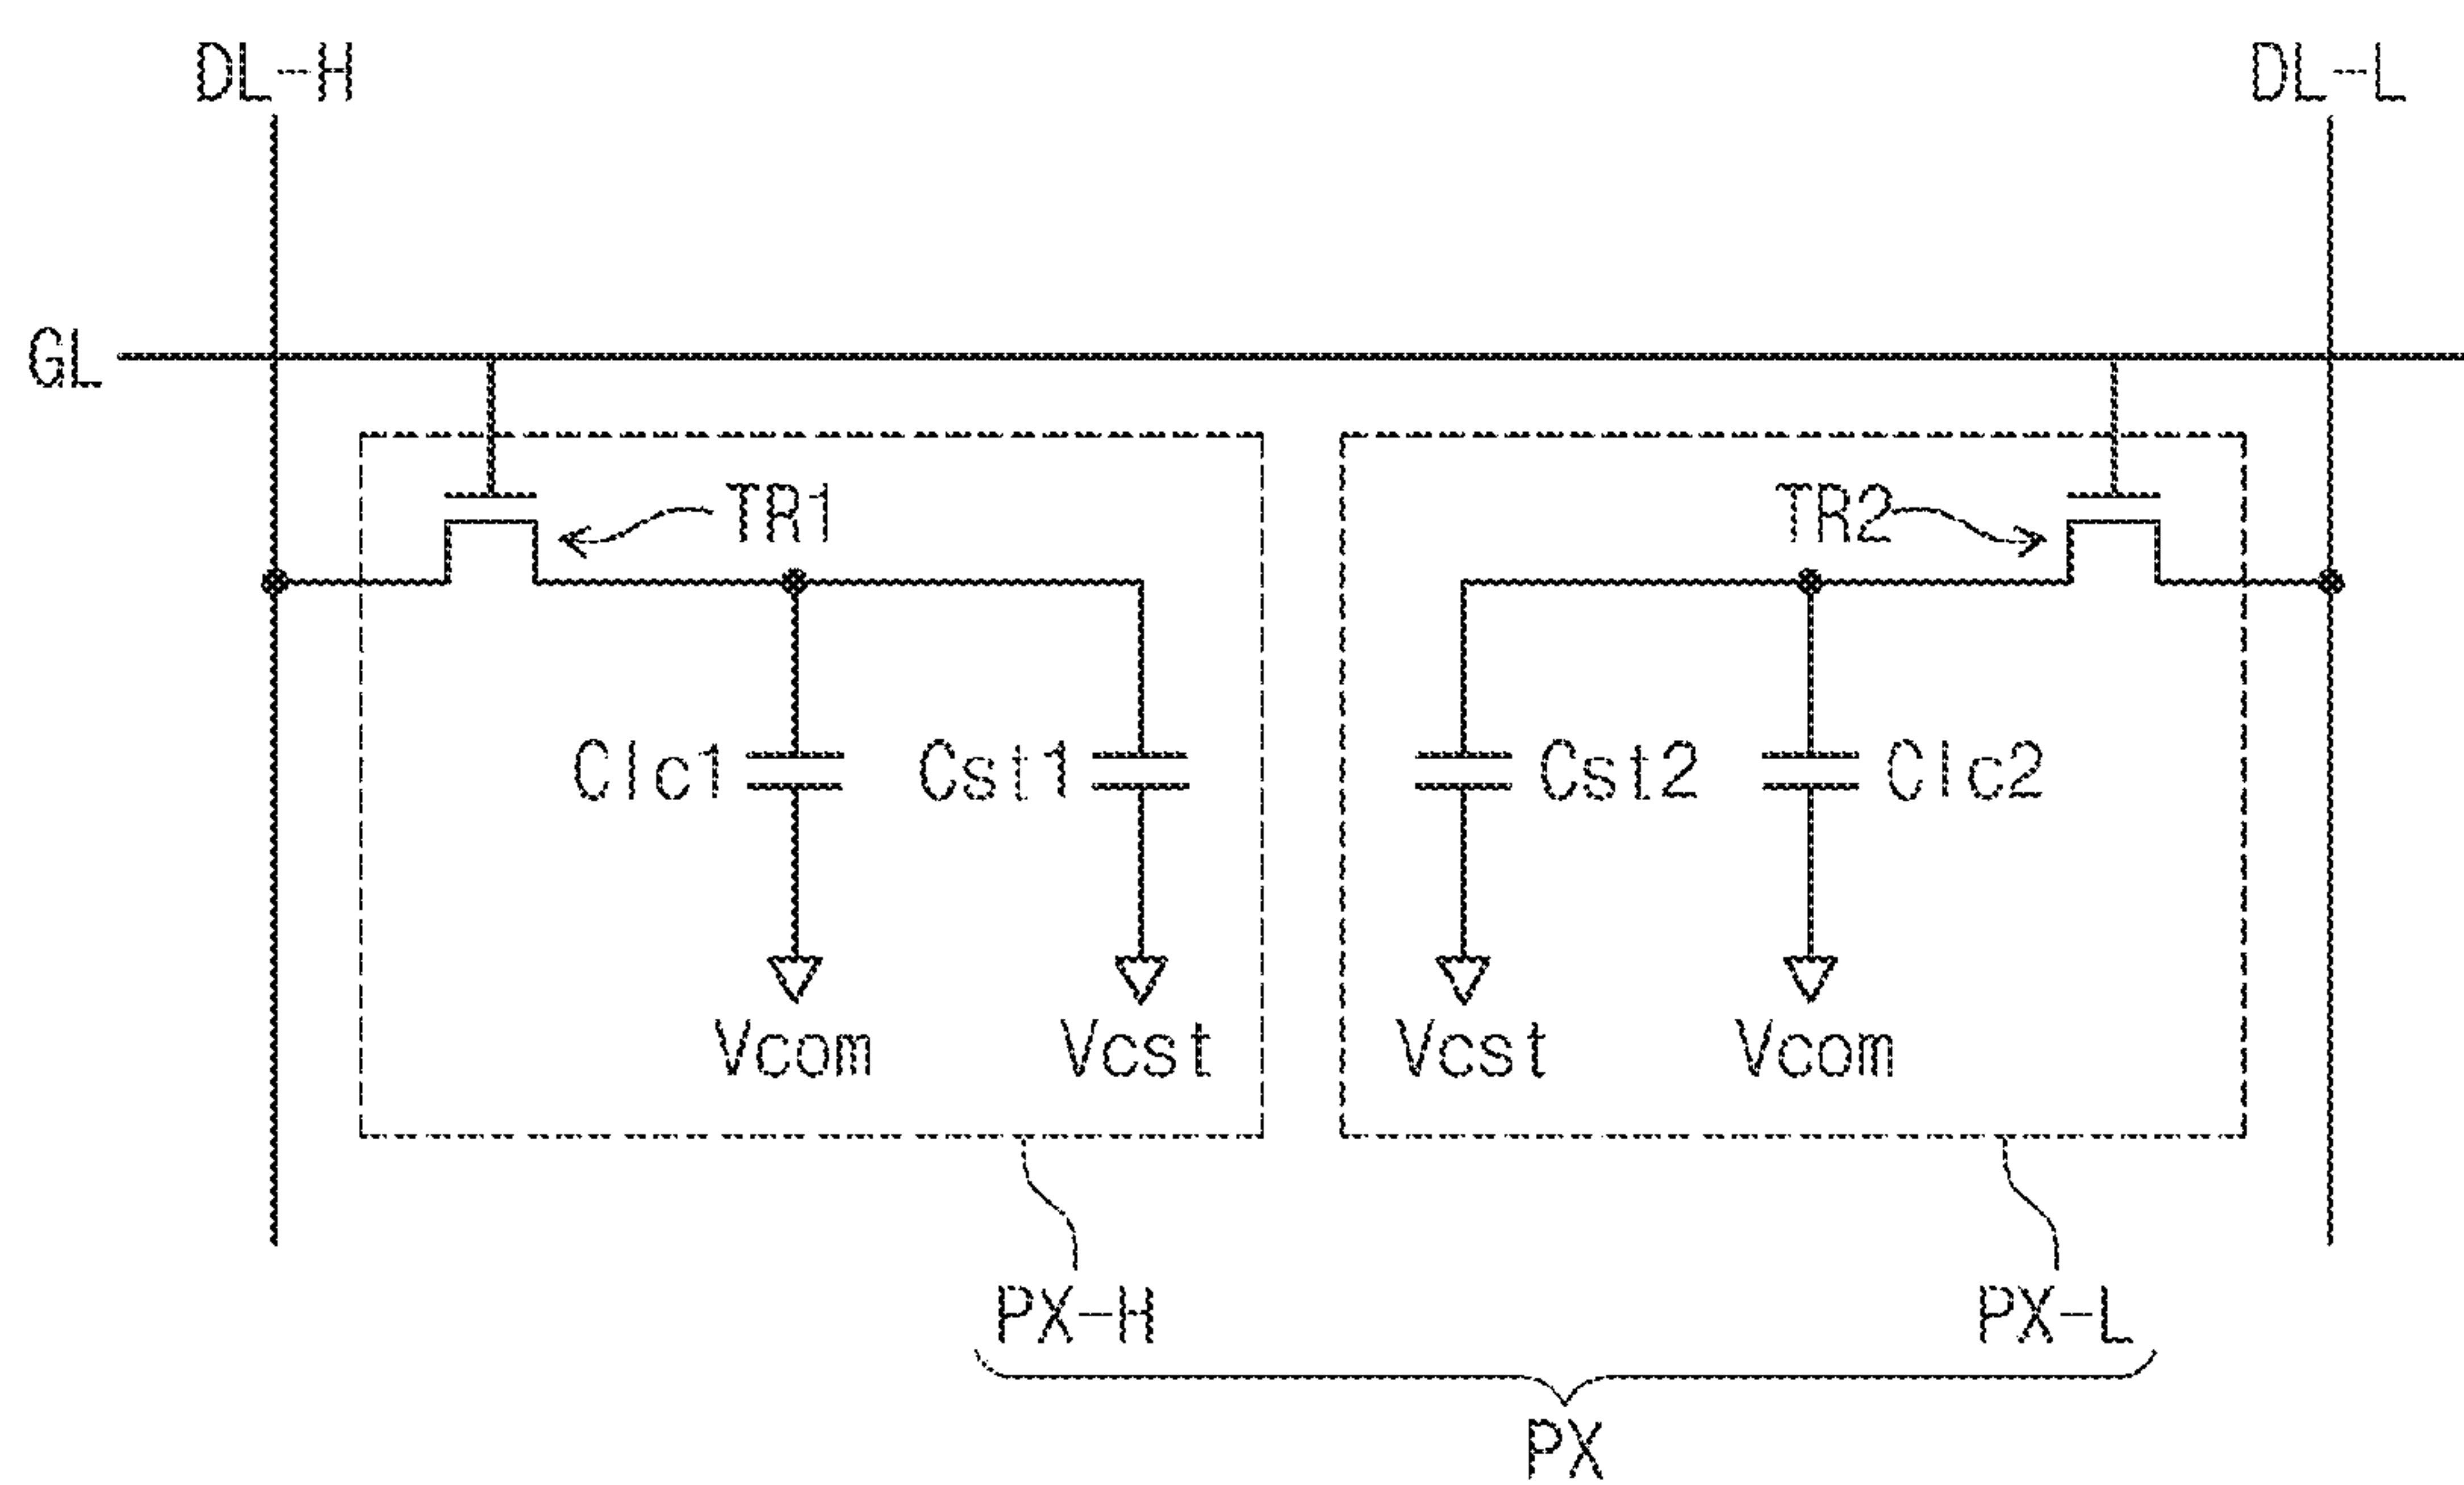 DL-H
DL-L
GL
TR1
TR2
Clc1
Cst1
Cst2
Clc2
Vcom
Vcst
Vcst
Vcom
PX-H
PX-L
PX